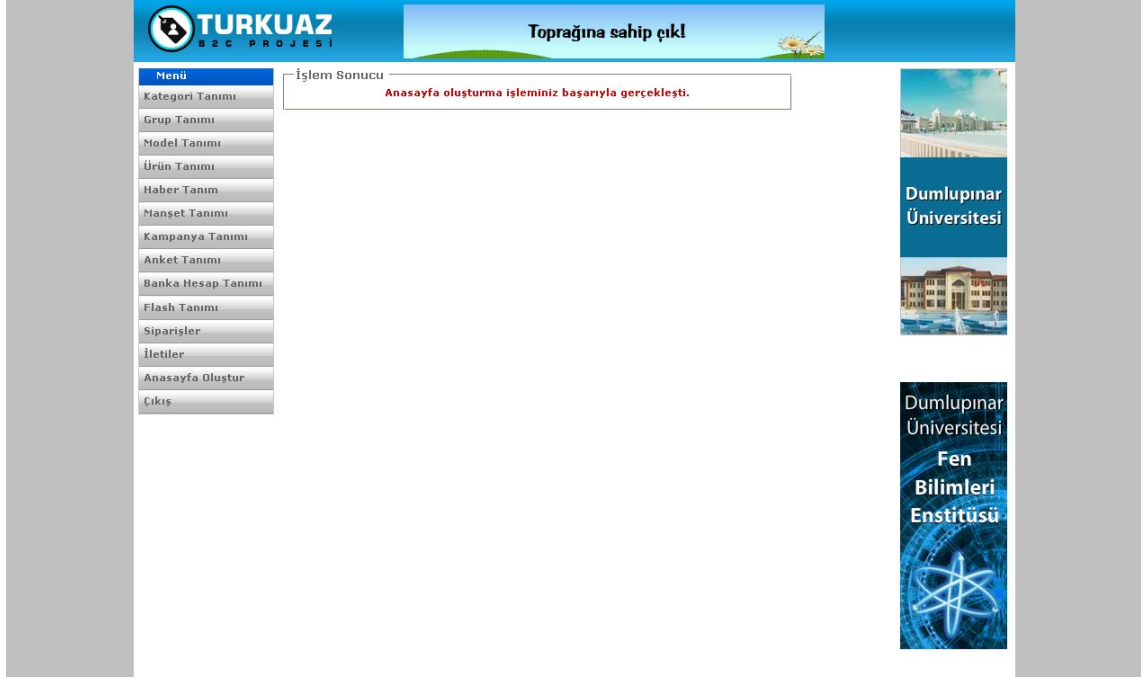 TURKUAZ
B2C PROJESİ
Toprağına sahip çık!
Menü
Kategori Tanımı
Grup Tanımı
Model Tanımı
Ürün Tanımı
Haber Tanım
Manşet Tanımı
Kampanya Tanımı
Anket Tanımı
Banka Hesap Tanımı
Flash Tanımı
Siparişler
İletiler
Anasayfa Oluştur
Çıkış
İşlem Sonucu
Anasayfa oluşturma işleminiz başarıyla gerçekleşti.
Dumlupınar
Üniversitesi
Dumlupınar
Üniversitesi
Fen
Bilimleri
Enstitüsü